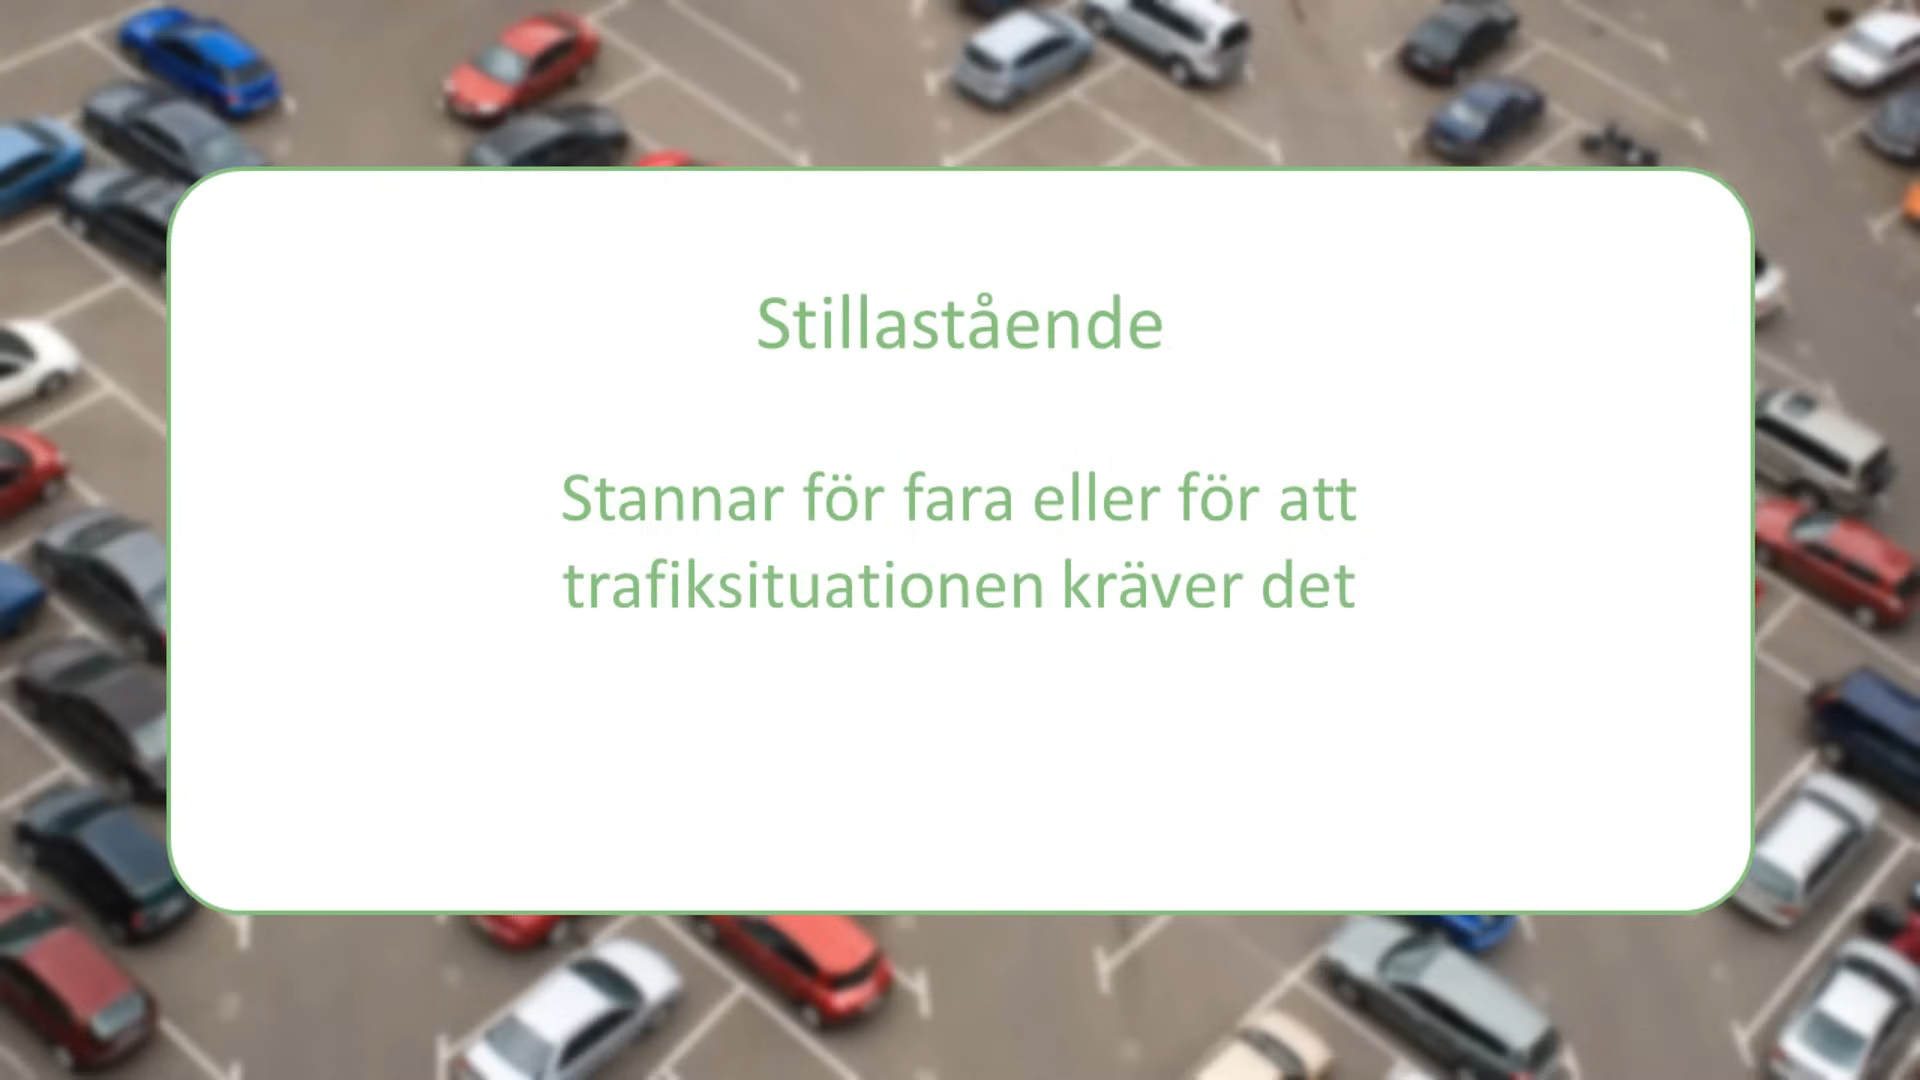 Stillastående
Stannar för fara eller för att
trafiksituationen kräver det